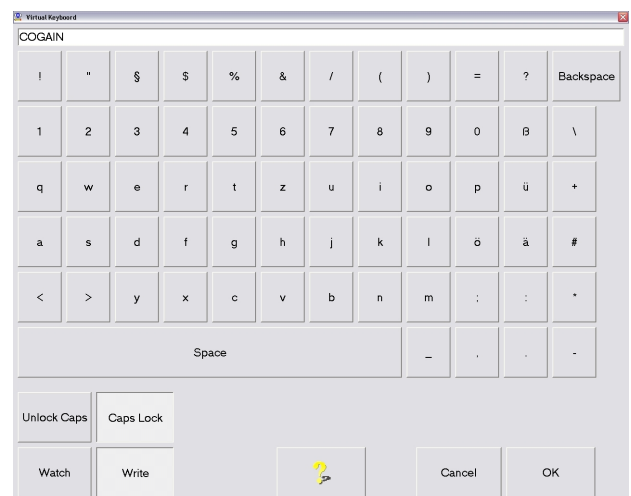 Virtual Keyboard
COGAIN
! " § $ % & / ( ) = ? Backspace
1 2 3 4 5 6 7 8 9 0 ß \
q w e r t z u i o p ü +
a s d f g h j k l ö ä #
< > y x c v b n m ; : *
Space _ , . -
Unlock Caps Caps Lock
Watch Write ? Cancel OK